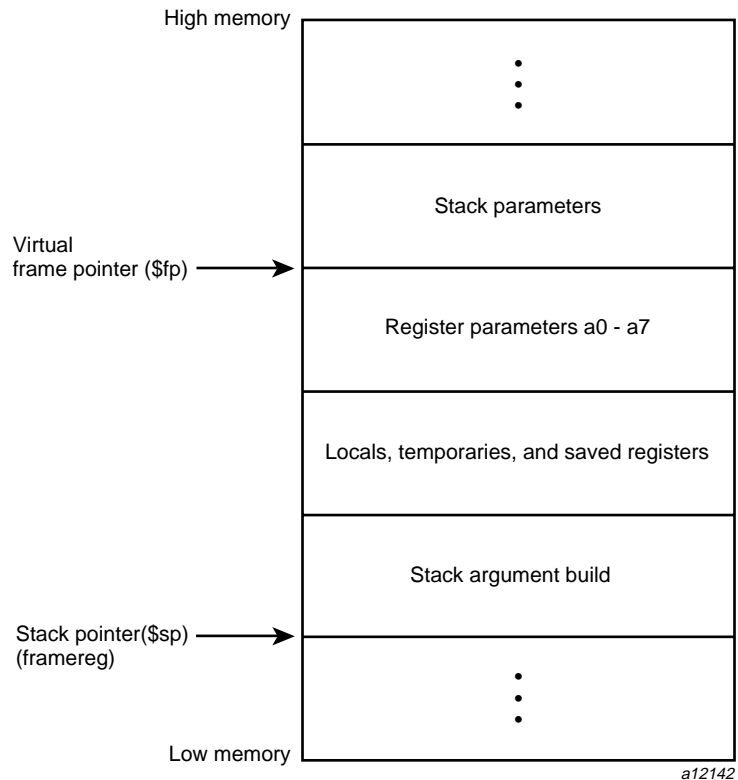 High memory
Stack parameters
Virtual
frame pointer ($fp)
Register parameters a0 - a7
Locals, temporaries, and saved registers
Stack argument build
Stack pointer($sp)
(framereg)
Low memory
a12142